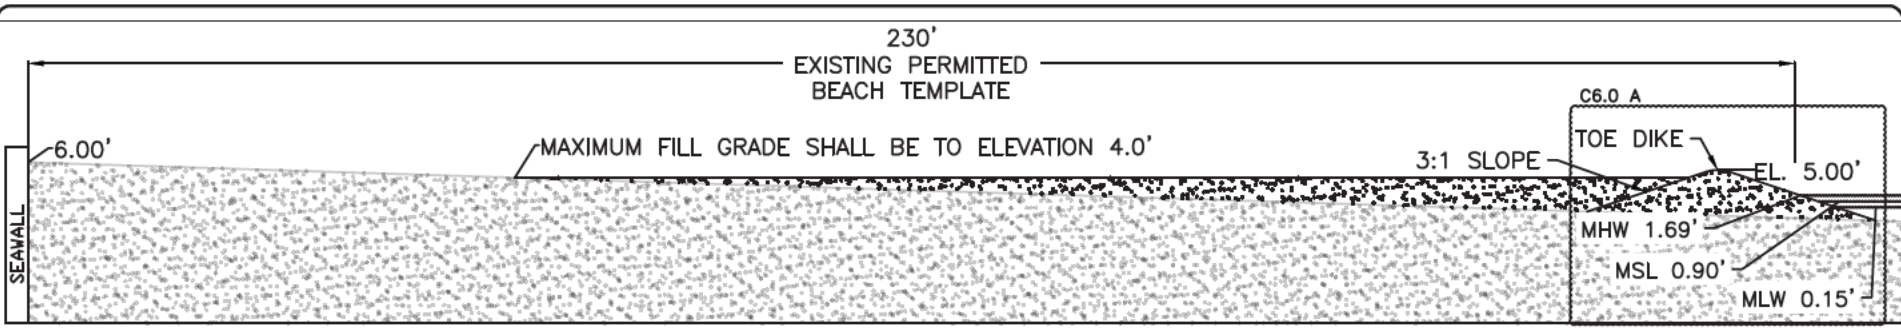 230'
EXISTING PERMITTED
BEACH TEMPLATE
C6.0 A
6.00'
MAXIMUM FILL GRADE SHALL BE TO ELEVATION 4.0'
TOE DIKE
3:1 SLOPE
EL. 5.00'
SEAWALL
MHW 1.69'
MSL 0.90'
MLW 0.15'